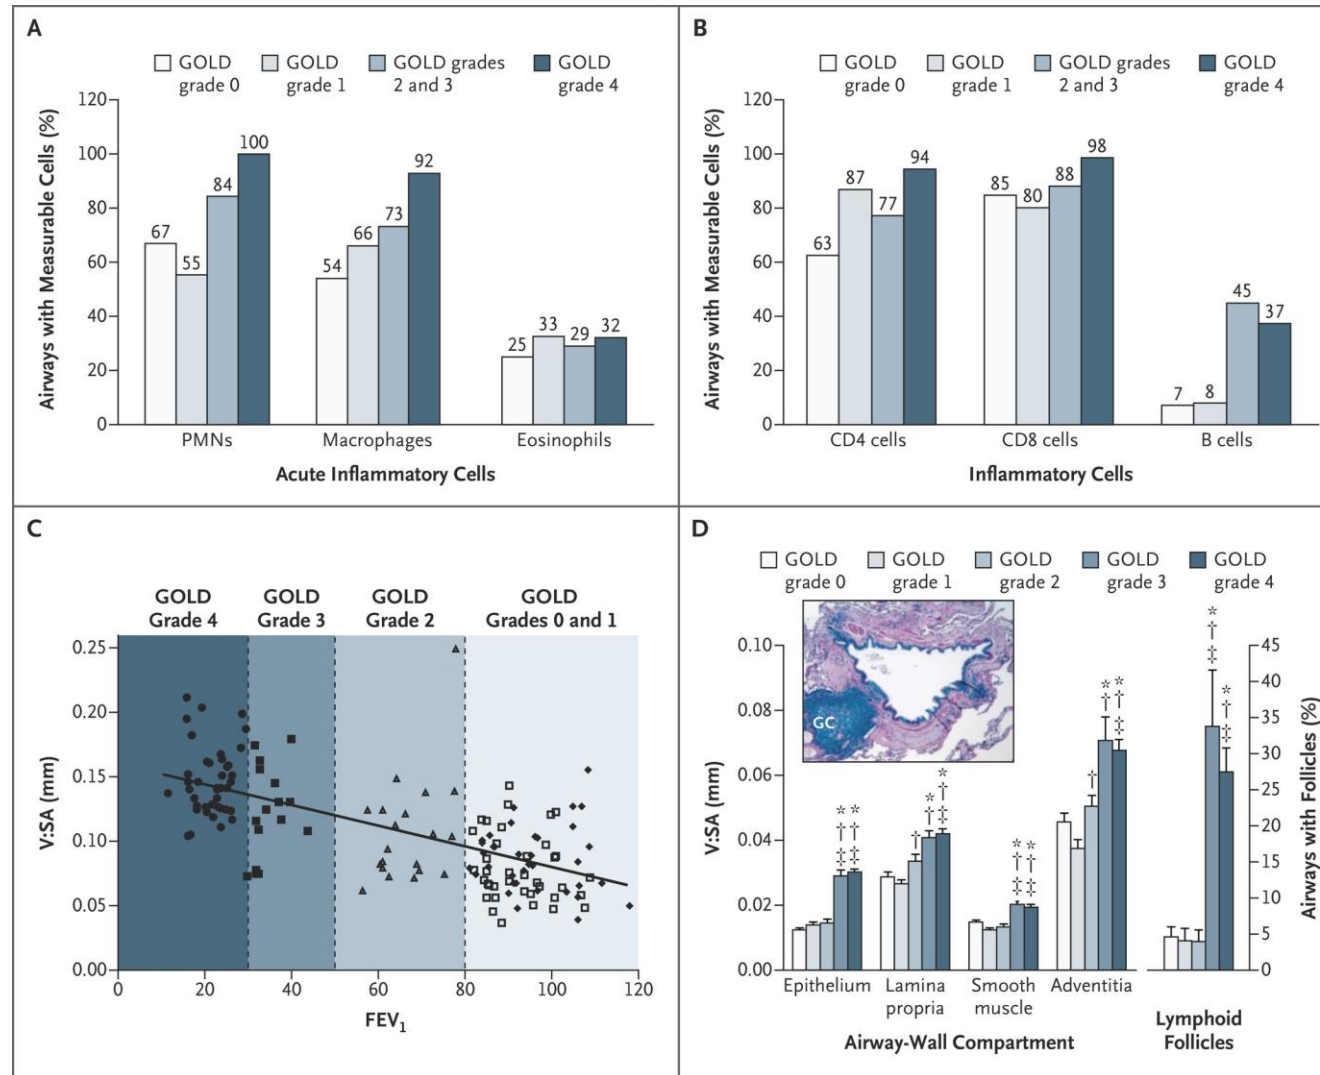 A
GOLD grade 0
GOLD grade 1
GOLD grades 2 and 3
GOLD grade 4
Airways with Measurable Cells (%)
120
100
80
60
40
20
0
67
55
84
100
54
66
73
92
25
33
29
32
PMNs
Macrophages
Eosinophils
Acute Inflammatory Cells
B
GOLD grade 0
GOLD grade 1
GOLD grades 2 and 3
GOLD grade 4
Airways with Measurable Cells (%)
120
100
80
60
40
20
0
63
87
77
94
85
80
88
98
7
8
45
37
CD4 cells
CD8 cells
B cells
Inflammatory Cells
C
GOLD Grade 4
GOLD Grade 3
GOLD Grade 2
GOLD Grades 0 and 1
V:SA (mm)
0.25
0.20
0.15
0.10
0.05
0.00
0
20
40
60
80
100
120
FEV₁
D
GOLD grade 0
GOLD grade 1
GOLD grade 2
GOLD grade 3
GOLD grade 4
V:SA (mm)
0.10
0.08
0.06
0.04
0.02
0.00
GC
*†‡
*†‡
†
*†
*†‡
*†‡
*†‡
†
*†
*†‡
*†‡
*†‡
45
40
35
30
25
20
15
10
5
0
Airways with Follicles (%)
Epithelium
Lamina propria
Smooth muscle
Adventitia
Airway-Wall Compartment
Lymphoid Follicles